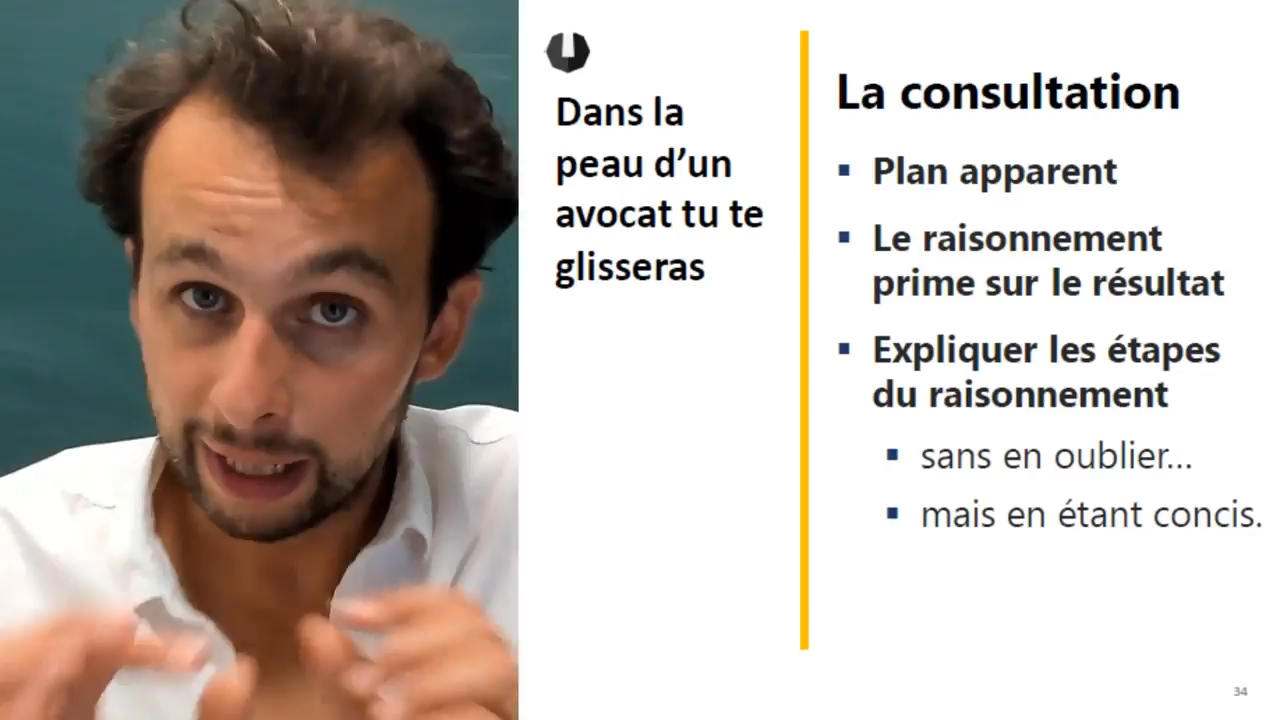 Dans la
peau d’un
avocat tu te
glisseras
La consultation
▪ Plan apparent
▪ Le raisonnement
prime sur le résultat
▪ Expliquer les étapes
du raisonnement
▪ sans en oublier...
▪ mais en étant concis.
34